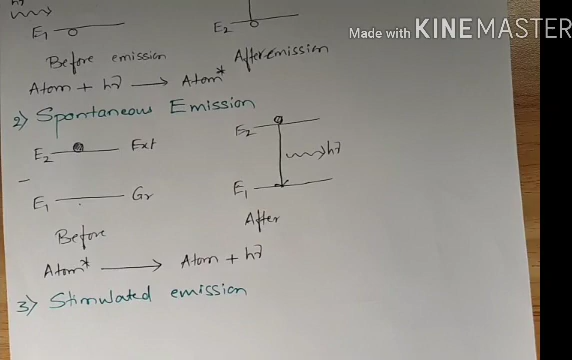 hν
E₁
E₂
Made with KINEMASTER
Before emission
After emission
Atom + hν → Atom*
2) Spontaneous Emission
E₂ Ext
E₂
hν
E₁ Gr
E₁
Before
After
Atom* → Atom + hν
3) Stimulated emission